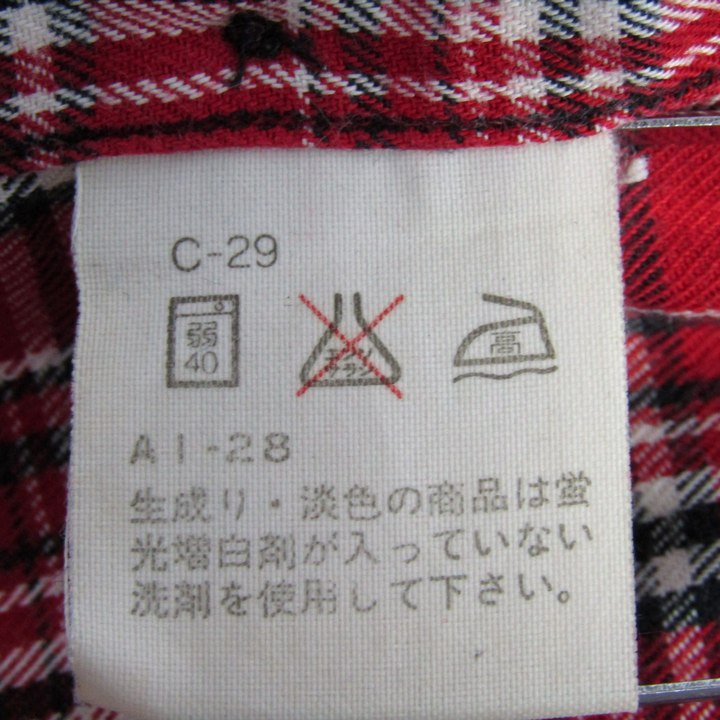 C-29
弱
40
エンソ
サラシ
高
AI-28
生成り・淡色の商品は蛍
光増白剤が入っていない
洗剤を使用して下さい。